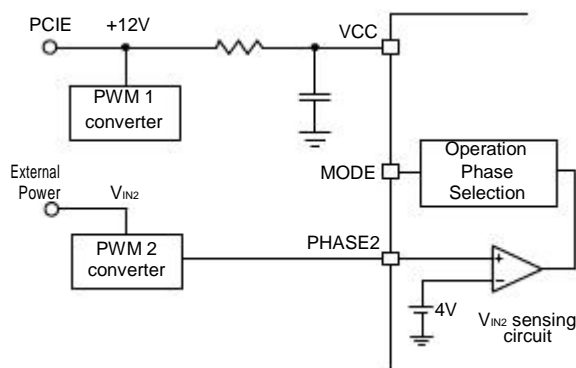 PCIE
+12V
VCC
PWM 1
converter
External
Power
VIN2
MODE
Operation
Phase
Selection
PWM 2
converter
PHASE2
+
−
4V
VIN2 sensing
circuit